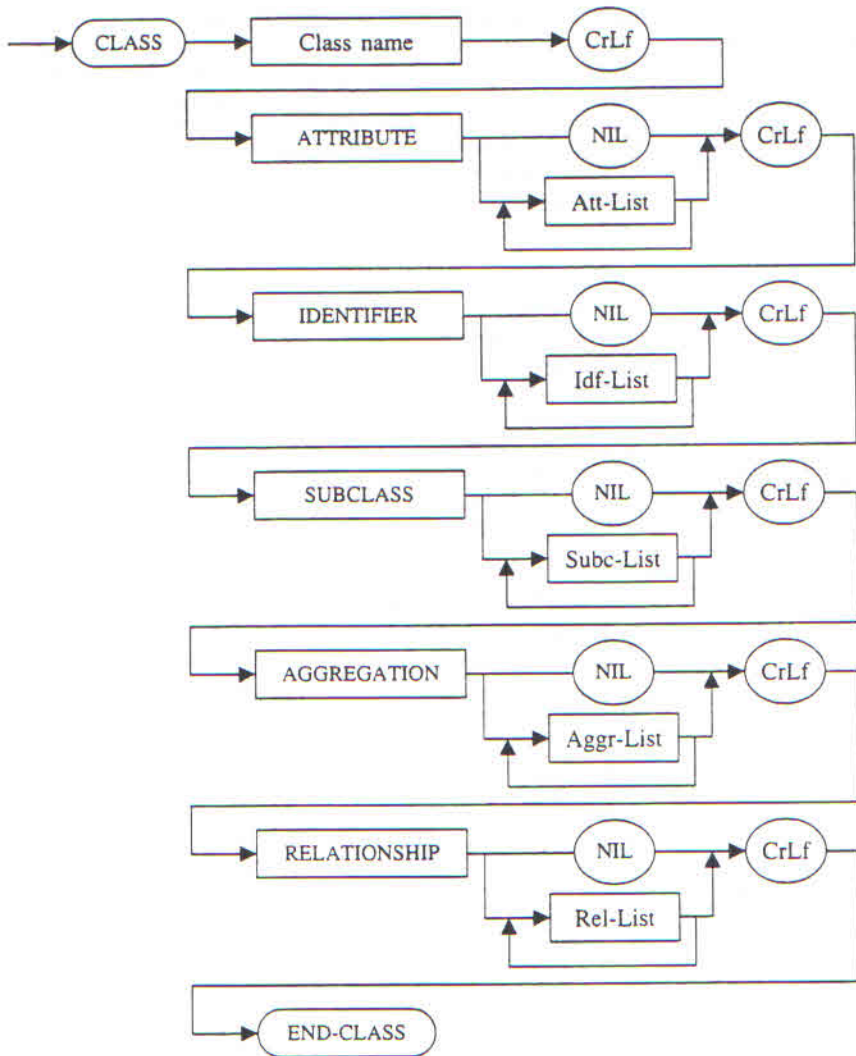 CLASS Class name CrLf
ATTRIBUTE NIL CrLf
Att-List
IDENTIFIER NIL CrLf
Idf-List
SUBCLASS NIL CrLf
Subc-List
AGGREGATION NIL CrLf
Aggr-List
RELATIONSHIP NIL CrLf
Rel-List
END-CLASS